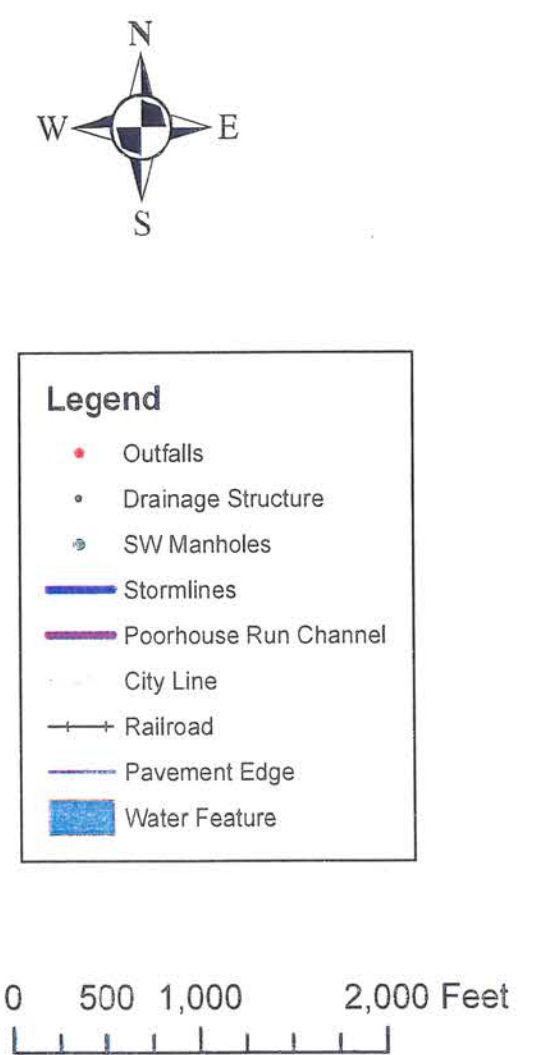 N
W E
S
Legend
Outfalls
Drainage Structure
SW Manholes
Stormlines
Poorhouse Run Channel
City Line
Railroad
Pavement Edge
Water Feature
0 500 1,000 2,000 Feet